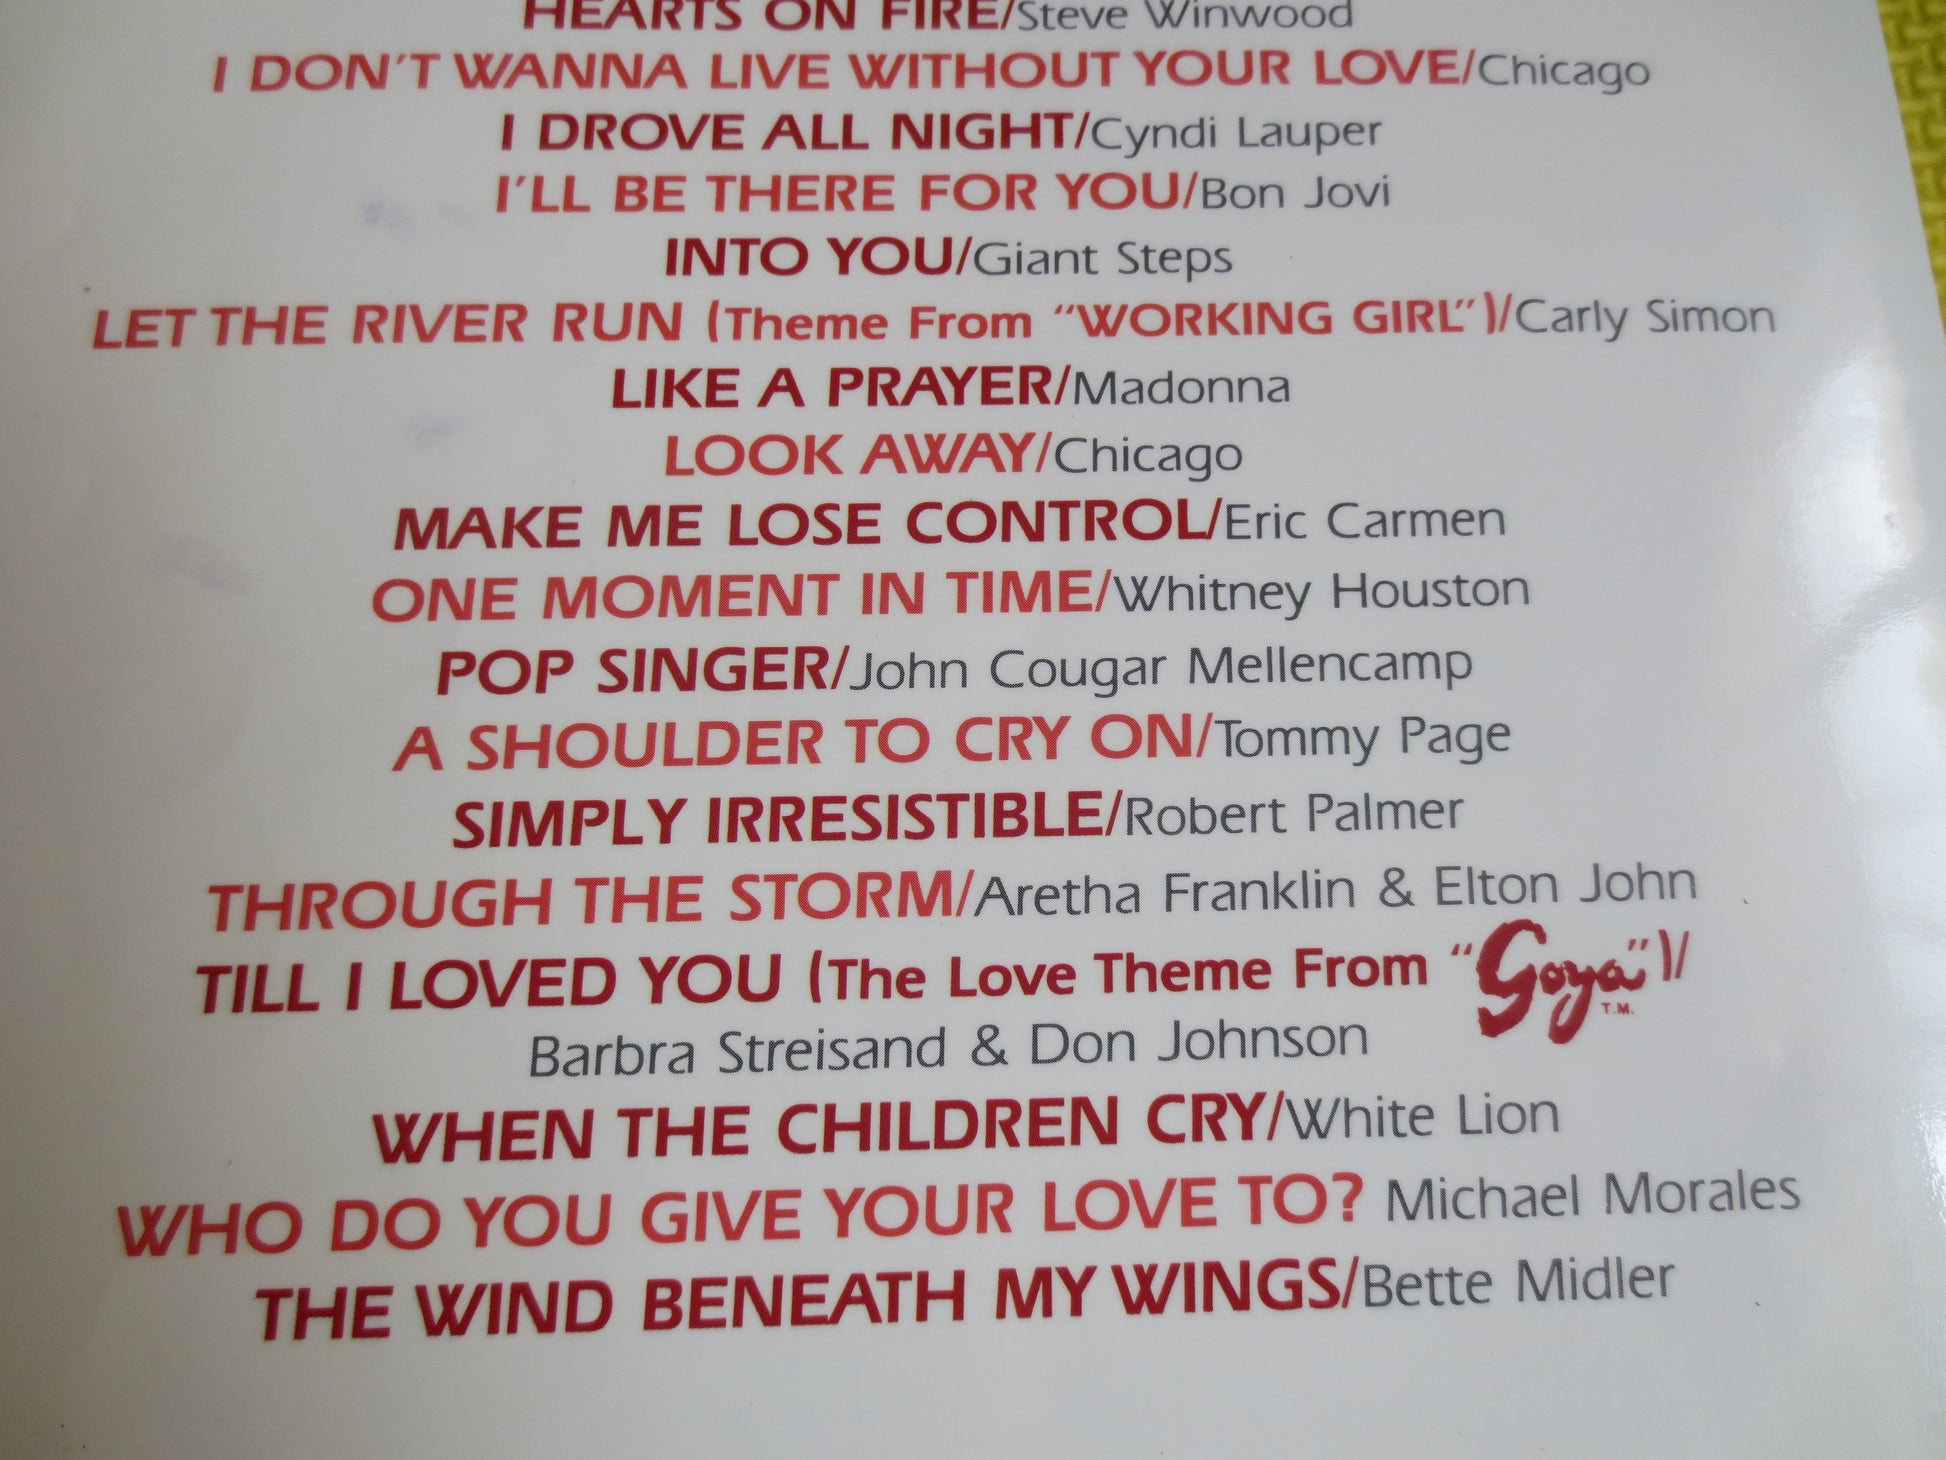 HEARTS ON FIRE/Steve Winwood
I DON'T WANNA LIVE WITHOUT YOUR LOVE/Chicago
I DROVE ALL NIGHT/Cyndi Lauper
I'LL BE THERE FOR YOU/Bon Jovi
INTO YOU/Giant Steps
LET THE RIVER RUN (Theme From "WORKING GIRL")/Carly Simon
LIKE A PRAYER/Madonna
LOOK AWAY/Chicago
MAKE ME LOSE CONTROL/Eric Carmen
ONE MOMENT IN TIME/Whitney Houston
POP SINGER/John Cougar Mellencamp
A SHOULDER TO CRY ON/Tommy Page
SIMPLY IRRESISTIBLE/Robert Palmer
THROUGH THE STORM/Aretha Franklin & Elton John
TILL I LOVED YOU (The Love Theme From "Goya" T.M.)/
Barbra Streisand & Don Johnson
WHEN THE CHILDREN CRY/White Lion
WHO DO YOU GIVE YOUR LOVE TO? Michael Morales
THE WIND BENEATH MY WINGS/Bette Midler